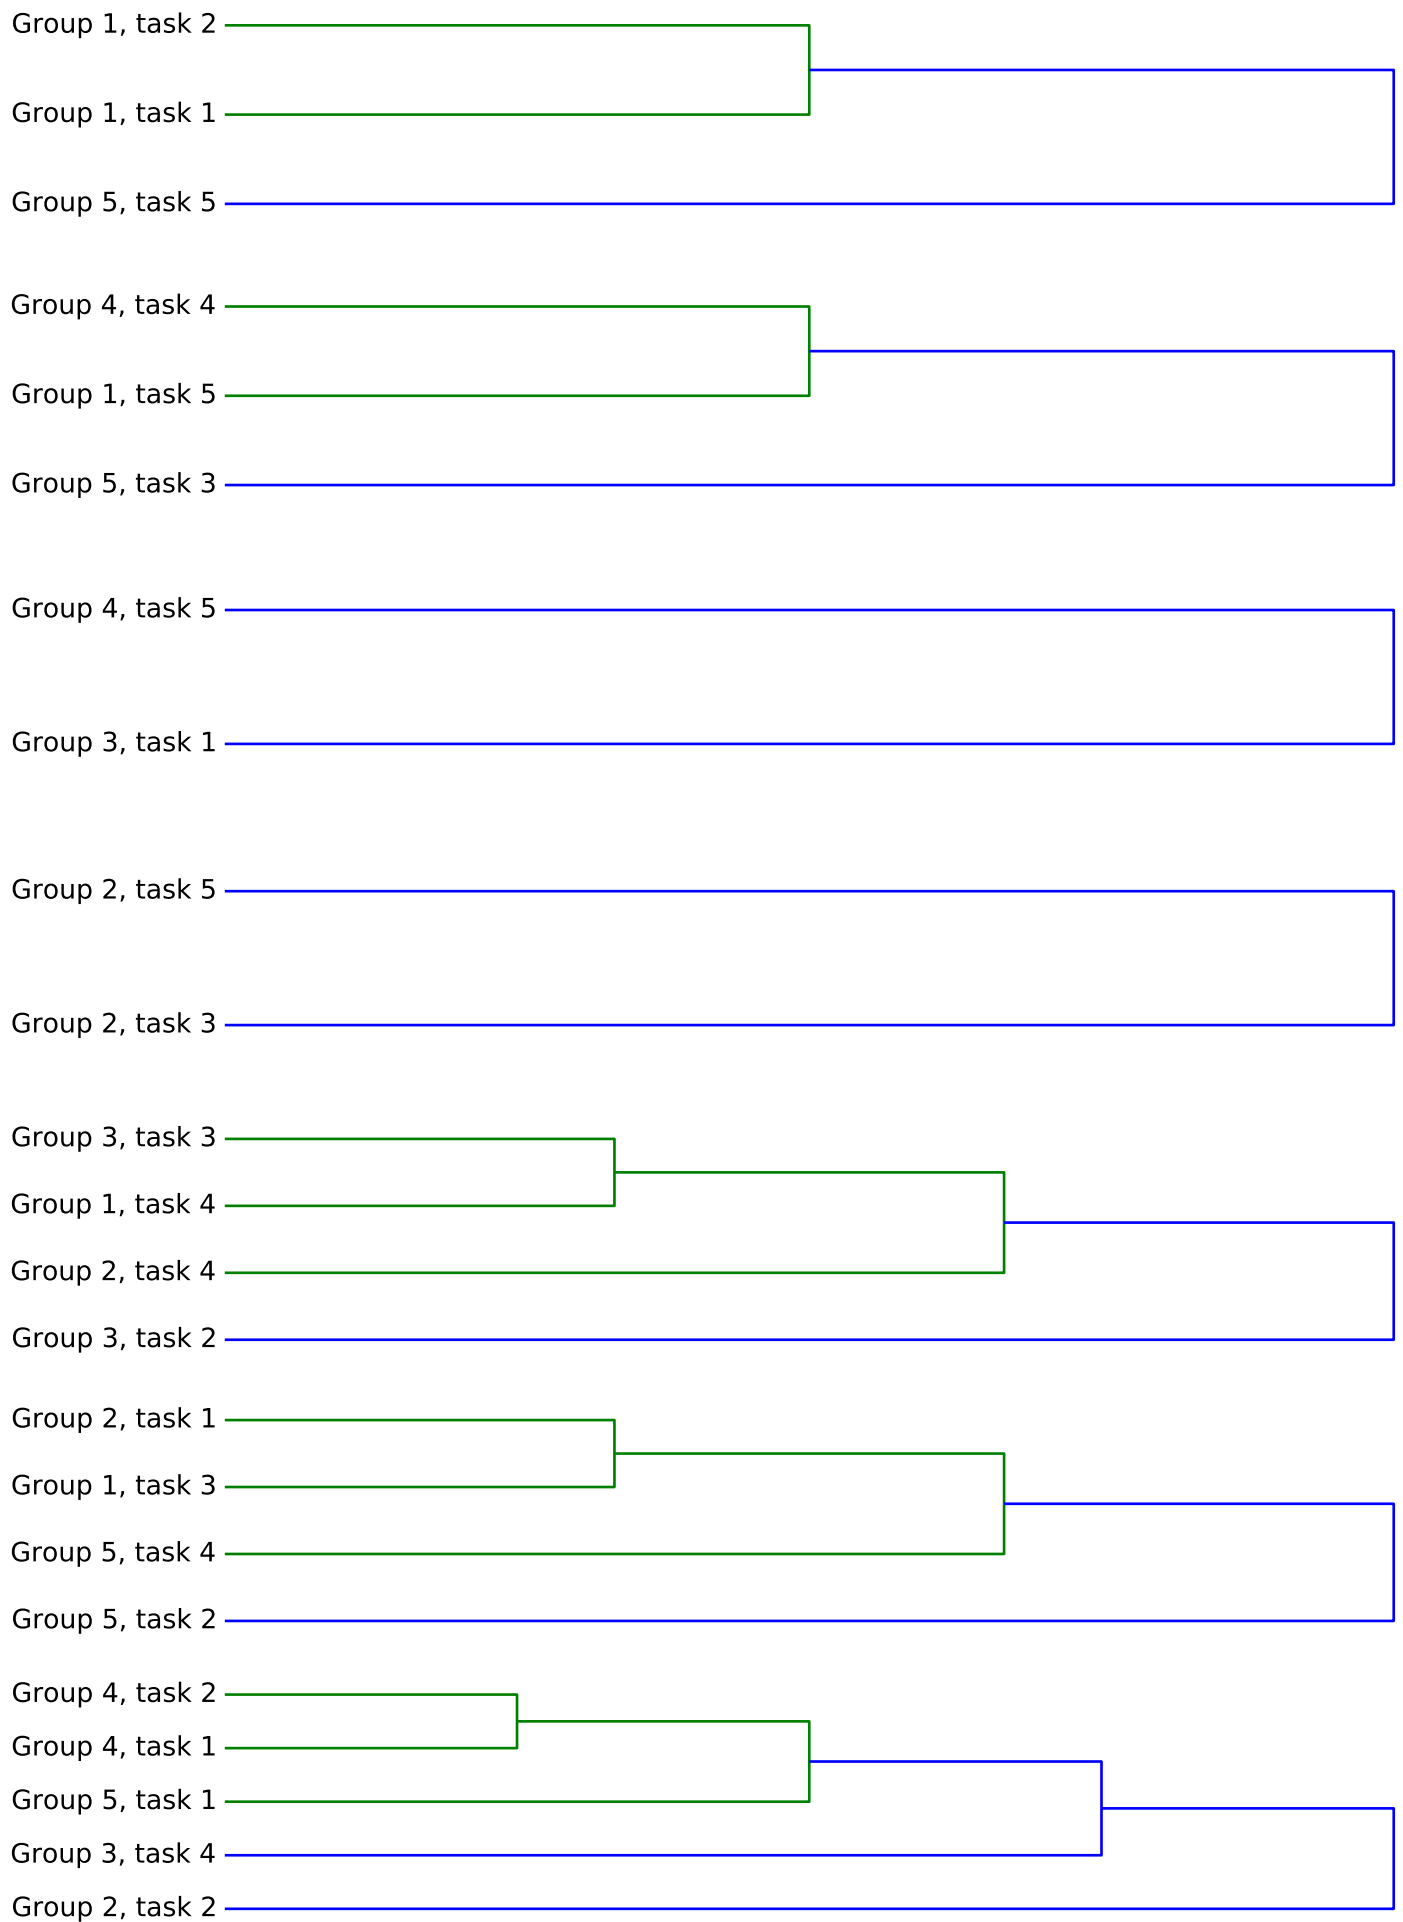 Group 1, task 2
Group 1, task 1
Group 5, task 5
Group 4, task 4
Group 1, task 5
Group 5, task 3
Group 4, task 5
Group 3, task 1
Group 2, task 5
Group 2, task 3
Group 3, task 3
Group 1, task 4
Group 2, task 4
Group 3, task 2
Group 2, task 1
Group 1, task 3
Group 5, task 4
Group 5, task 2
Group 4, task 2
Group 4, task 1
Group 5, task 1
Group 3, task 4
Group 2, task 2